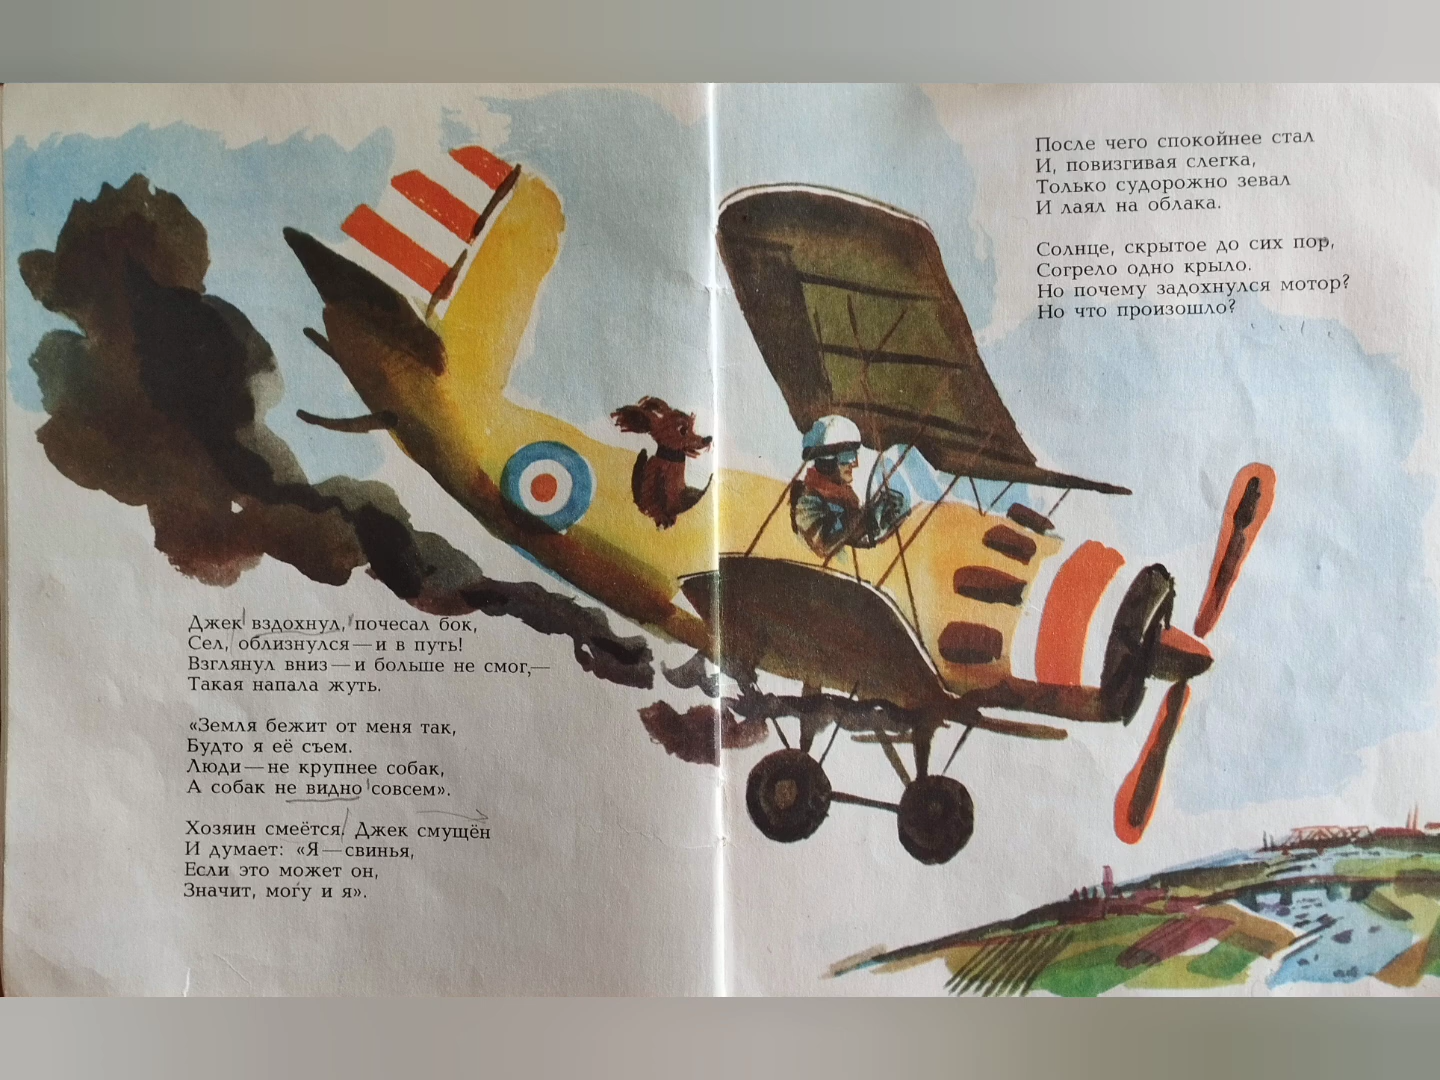 Джек вздохнул, почесал бок,
Сел, облизнулся — и в путь!
Взглянул вниз — и больше не смог,—
Такая напала жуть.
«Земля бежит от меня так,
Будто я её съем.
Люди — не крупнее собак,
А собак не видно совсем».
Хозяин смеётся. Джек смущён
И думает: «Я — свинья,
Если это может он,
Значит, могу и я».
После чего спокойнее стал
И, повизгивая слегка,
Только судорожно зевал
И лаял на облака.
Солнце, скрытое до сих пор,
Согрело одно крыло.
Но почему задохнулся мотор?
Но что произошло?